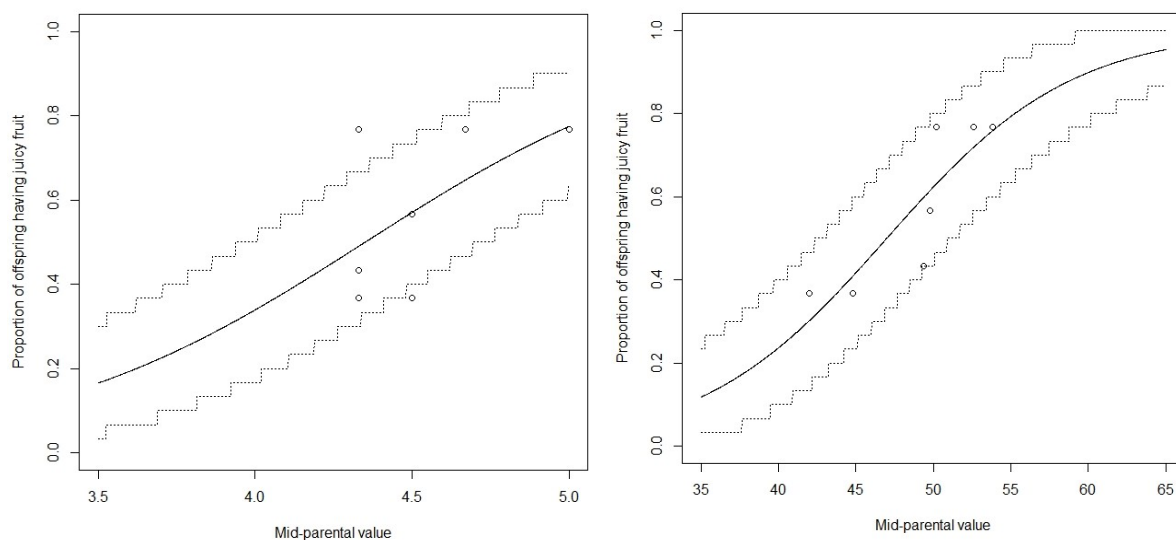 Proportion of offspring having juicy fruit
1.0
0.8
0.6
0.4
0.2
0.0
3.5 4.0 4.5 5.0
Mid-parental value
Proportion of offspring having juicy fruit
1.0
0.8
0.6
0.4
0.2
0.0
35 40 45 50 55 60 65
Mid-parental value